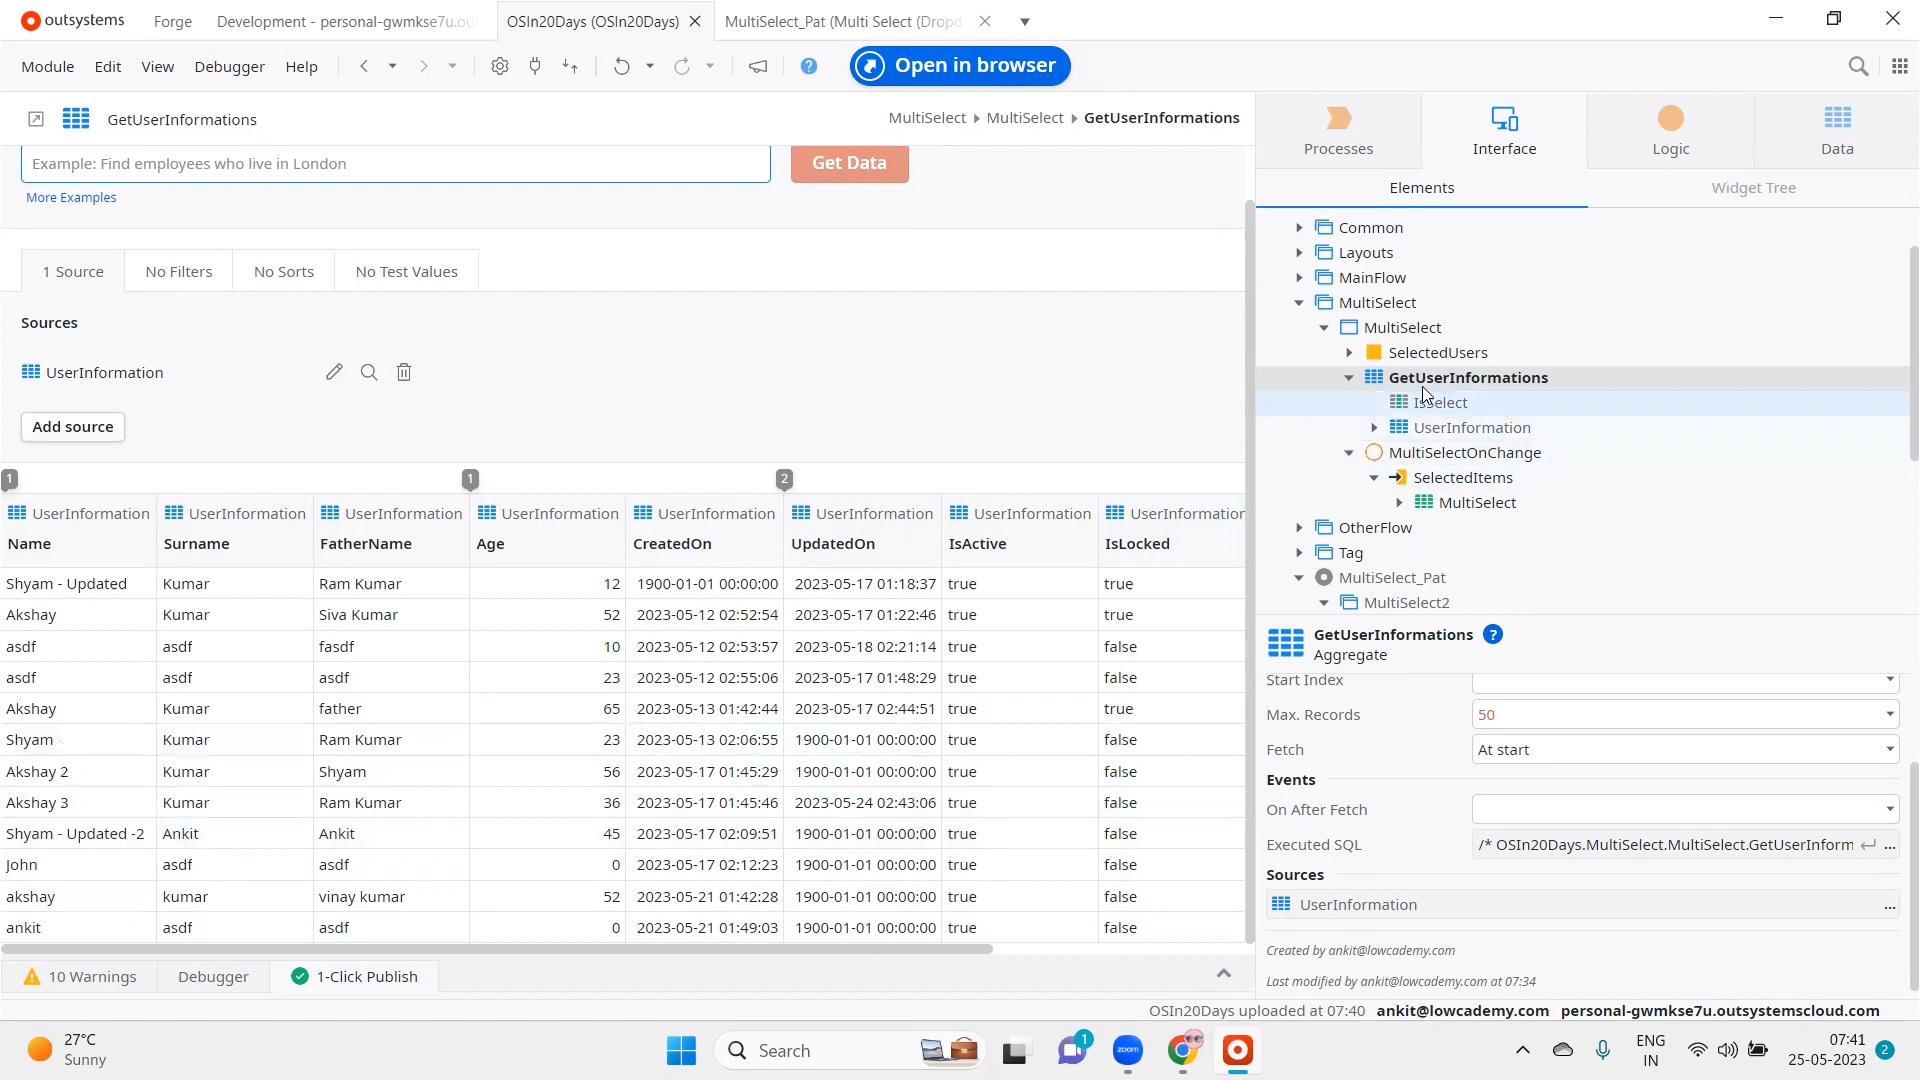 outsystems Forge Development - personal-gwmkse7u.ou OSIn20Days (OSIn20Days) MultiSelect_Pat (Multi Select (Dropd
Module Edit View Debugger Help Open in browser
GetUserInformations MultiSelect MultiSelect GetUserInformations
Example: Find employees who live in London Get Data
More Examples
1 Source No Filters No Sorts No Test Values
Sources
UserInformation
Add source
1 1 2
UserInformation UserInformation UserInformation UserInformation UserInformation UserInformation UserInformation UserInformation
Name Surname FatherName Age CreatedOn UpdatedOn IsActive IsLocked
Shyam - Updated Kumar Ram Kumar 12 1900-01-01 00:00:00 2023-05-17 01:18:37 true true
Akshay Kumar Siva Kumar 52 2023-05-12 02:52:54 2023-05-17 01:22:46 true true
asdf asdf fasdf 10 2023-05-12 02:53:57 2023-05-18 02:21:14 true false
asdf asdf asdf 23 2023-05-12 02:55:06 2023-05-17 01:48:29 true false
Akshay Kumar father 65 2023-05-13 01:42:44 2023-05-17 02:44:51 true true
Shyam Kumar Ram Kumar 23 2023-05-13 02:06:55 1900-01-01 00:00:00 true false
Akshay 2 Kumar Shyam 56 2023-05-17 01:45:29 1900-01-01 00:00:00 true false
Akshay 3 Kumar Ram Kumar 36 2023-05-17 01:45:46 2023-05-24 02:43:06 true false
Shyam - Updated -2 Ankit Ankit 45 2023-05-17 02:09:51 1900-01-01 00:00:00 true false
John asdf asdf 0 2023-05-17 02:12:23 1900-01-01 00:00:00 true false
akshay kumar vinay kumar 52 2023-05-21 01:42:28 1900-01-01 00:00:00 true false
ankit asdf asdf 0 2023-05-21 01:49:03 1900-01-01 00:00:00 true false
10 Warnings Debugger 1-Click Publish
Processes Interface Logic Data
Elements Widget Tree
Common
Layouts
MainFlow
MultiSelect
MultiSelect
SelectedUsers
GetUserInformations
IsSelect
UserInformation
MultiSelectOnChange
SelectedItems
MultiSelect
OtherFlow
Tag
MultiSelect_Pat
MultiSelect2
GetUserInformations ?
Aggregate
Start Index
Max. Records 50
Fetch At start
Events
On After Fetch
Executed SQL /* OSIn20Days.MultiSelect.MultiSelect.GetUserInform ...
Sources
UserInformation ...
Created by ankit@lowcademy.com
Last modified by ankit@lowcademy.com at 07:34
OSIn20Days uploaded at 07:40 ankit@lowcademy.com personal-gwmkse7u.outsystemscloud.com
27°C
Sunny
Search
1
zoom
ENG
IN
07:41
25-05-2023
2